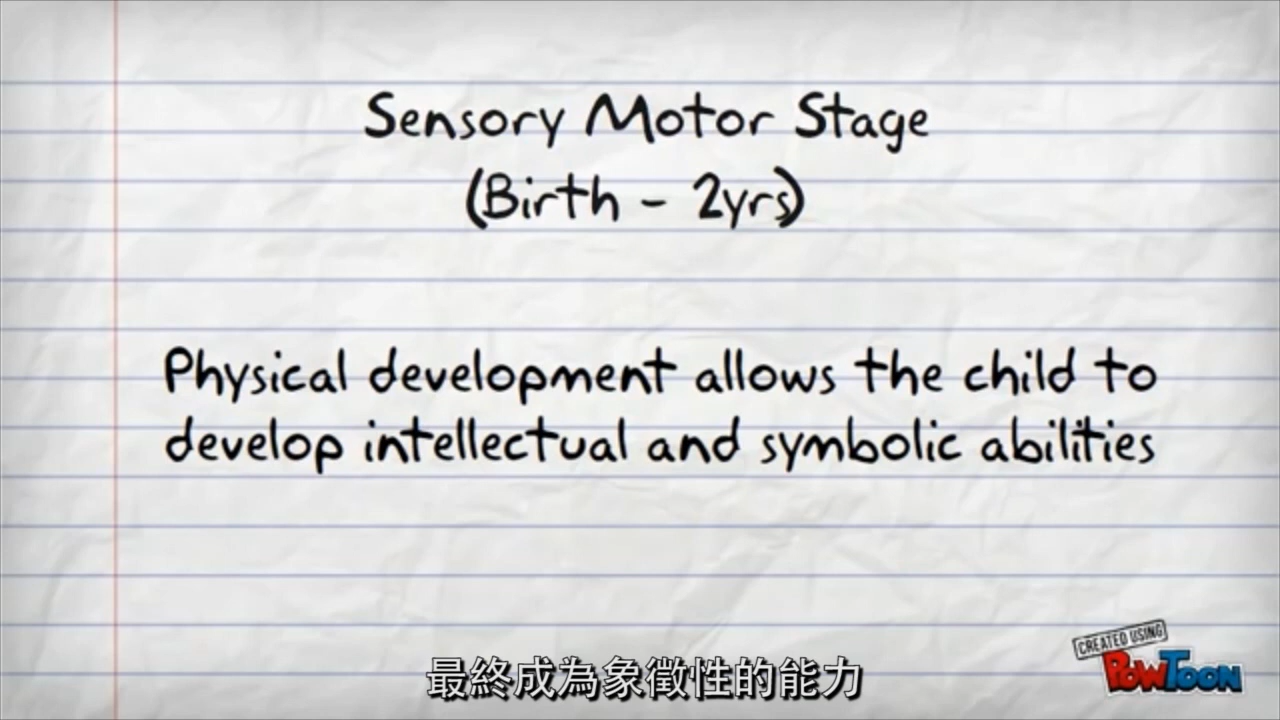 Sensory Motor Stage
(Birth - 2yrs)
Physical development allows the child to
develop intellectual and symbolic abilities
CREATED USING
POWTOON
最終成為象徵性的能力